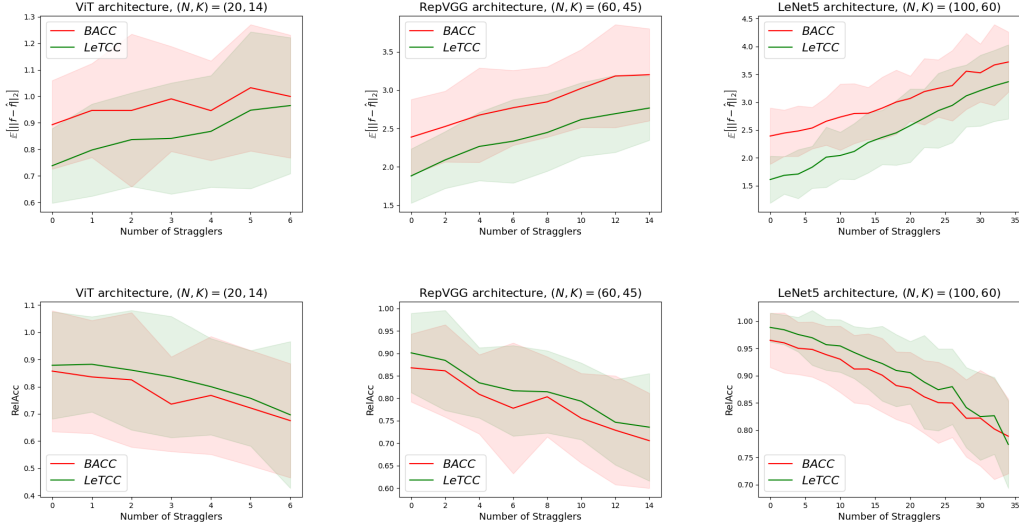 ViT architecture, (N, K) = (20, 14)
𝔼[||f − f̂||₂]
1.3
1.2
1.1
1.0
0.9
0.8
0.7
0.6
BACC
LeTCC
0 1 2 3 4 5 6
Number of Stragglers
RepVGG architecture, (N, K) = (60, 45)
𝔼[||f − f̂||₂]
3.5
3.0
2.5
2.0
1.5
BACC
LeTCC
0 2 4 6 8 10 12 14
Number of Stragglers
LeNet5 architecture, (N, K) = (100, 60)
𝔼[||f − f̂||₂]
4.5
4.0
3.5
3.0
2.5
2.0
1.5
BACC
LeTCC
0 5 10 15 20 25 30 35
Number of Stragglers
ViT architecture, (N, K) = (20, 14)
RelAcc
1.1
1.0
0.9
0.8
0.7
0.6
0.5
0.4
BACC
LeTCC
0 1 2 3 4 5 6
Number of Stragglers
RepVGG architecture, (N, K) = (60, 45)
RelAcc
1.00
0.95
0.90
0.85
0.80
0.75
0.70
0.65
0.60
BACC
LeTCC
0 2 4 6 8 10 12 14
Number of Stragglers
LeNet5 architecture, (N, K) = (100, 60)
RelAcc
1.00
0.95
0.90
0.85
0.80
0.75
0.70
BACC
LeTCC
0 5 10 15 20 25 30 35
Number of Stragglers